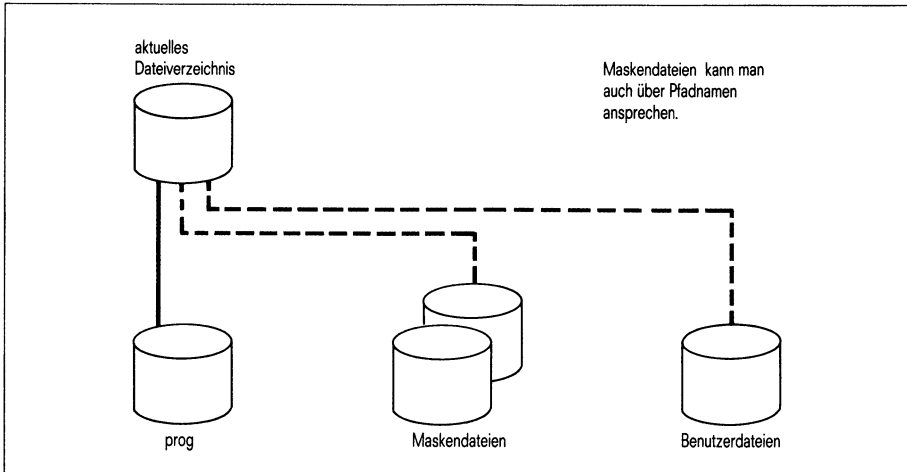 aktuelles
Dateiverzeichnis
Maskendateien kann man
auch über Pfadnamen
ansprechen.
prog
Maskendateien
Benutzerdateien